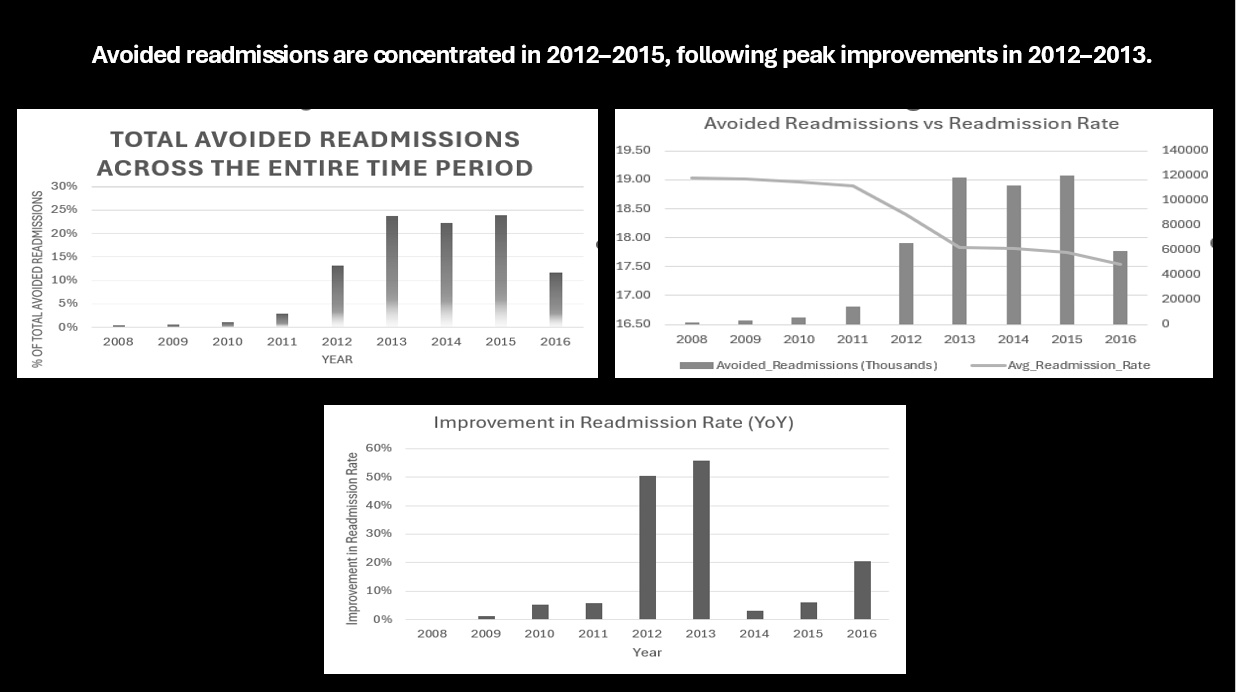 Avoided readmissions are concentrated in 2012–2015, following peak improvements in 2012–2013.
TOTAL AVOIDED READMISSIONS
ACROSS THE ENTIRE TIME PERIOD
% OF TOTAL AVOIDED READMISSIONS
30%
25%
20%
15%
10%
5%
0%
2008 2009 2010 2011 2012 2013 2014 2015 2016
YEAR
Avoided Readmissions vs Readmission Rate
19.50 140000
19.00 120000
18.50 100000
18.00 80000
17.50 60000
17.00 40000
16.50 20000
0
2008 2009 2010 2011 2012 2013 2014 2015 2016
Avoided_Readmissions (Thousands) Avg_Readmission_Rate
Improvement in Readmission Rate (YoY)
Improvement in Readmission Rate
60%
50%
40%
30%
20%
10%
0%
2008 2009 2010 2011 2012 2013 2014 2015 2016
Year